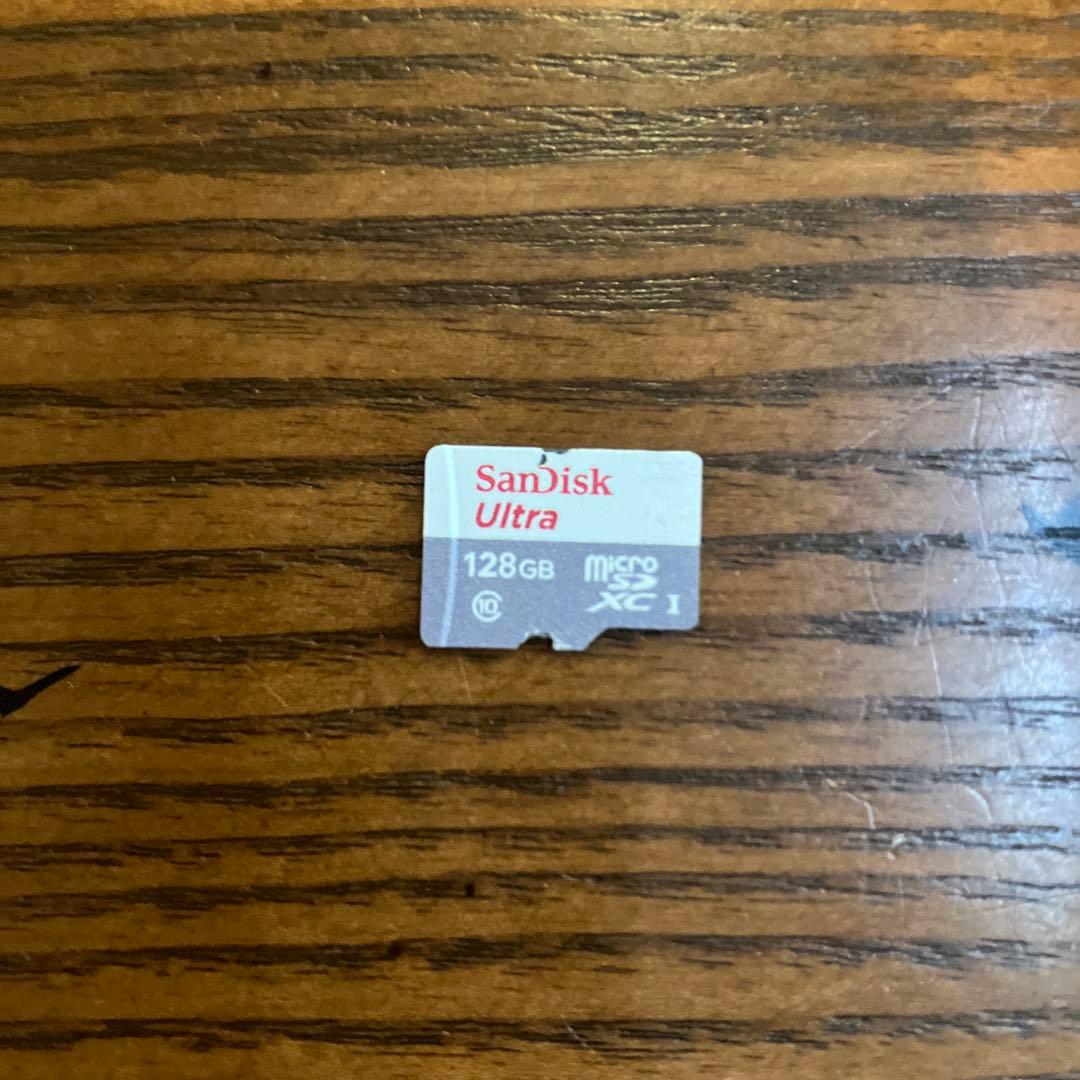 SanDisk
Ultra
128GB
micro
SD
XC I
10